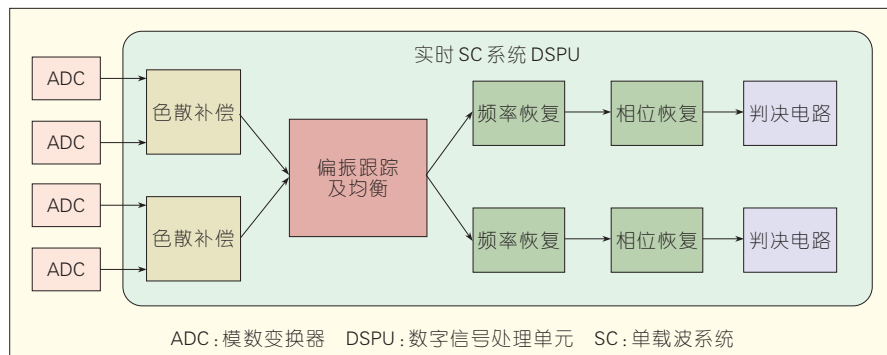 实时 SC 系统 DSPU
ADC
ADC
ADC
ADC
色散补偿
色散补偿
偏振跟踪
及均衡
频率恢复
相位恢复
判决电路
频率恢复
相位恢复
判决电路
ADC：模数变换器 DSPU：数字信号处理单元 SC：单载波系统